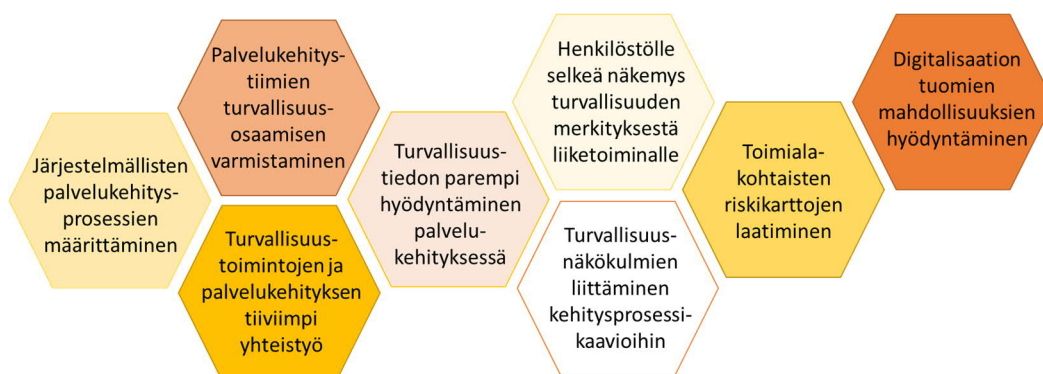 Järjestelmällisten
palvelukehitys-
prosessien
määrittäminen
Palvelukehitys-
tiimien
turvallisuus-
osaamisen
varmistaminen
Turvallisuus-
toimintojen ja
palvelukehityksen
tiiviimpi
yhteistyö
Turvallisuus-
tiedon parempi
hyödyntäminen
palvelu-
kehityksessä
Henkilöstölle
selkeä näkemys
turvallisuuden
merkityksestä
liiketoiminalle
Turvallisuus-
näkökulmien
liittäminen
kehitysprosessi-
kaavioihin
Toimiala-
kohtaisten
riskikarttojen
laatiminen
Digitalisaation
tuomien
mahdollisuuksien
hyödyntäminen